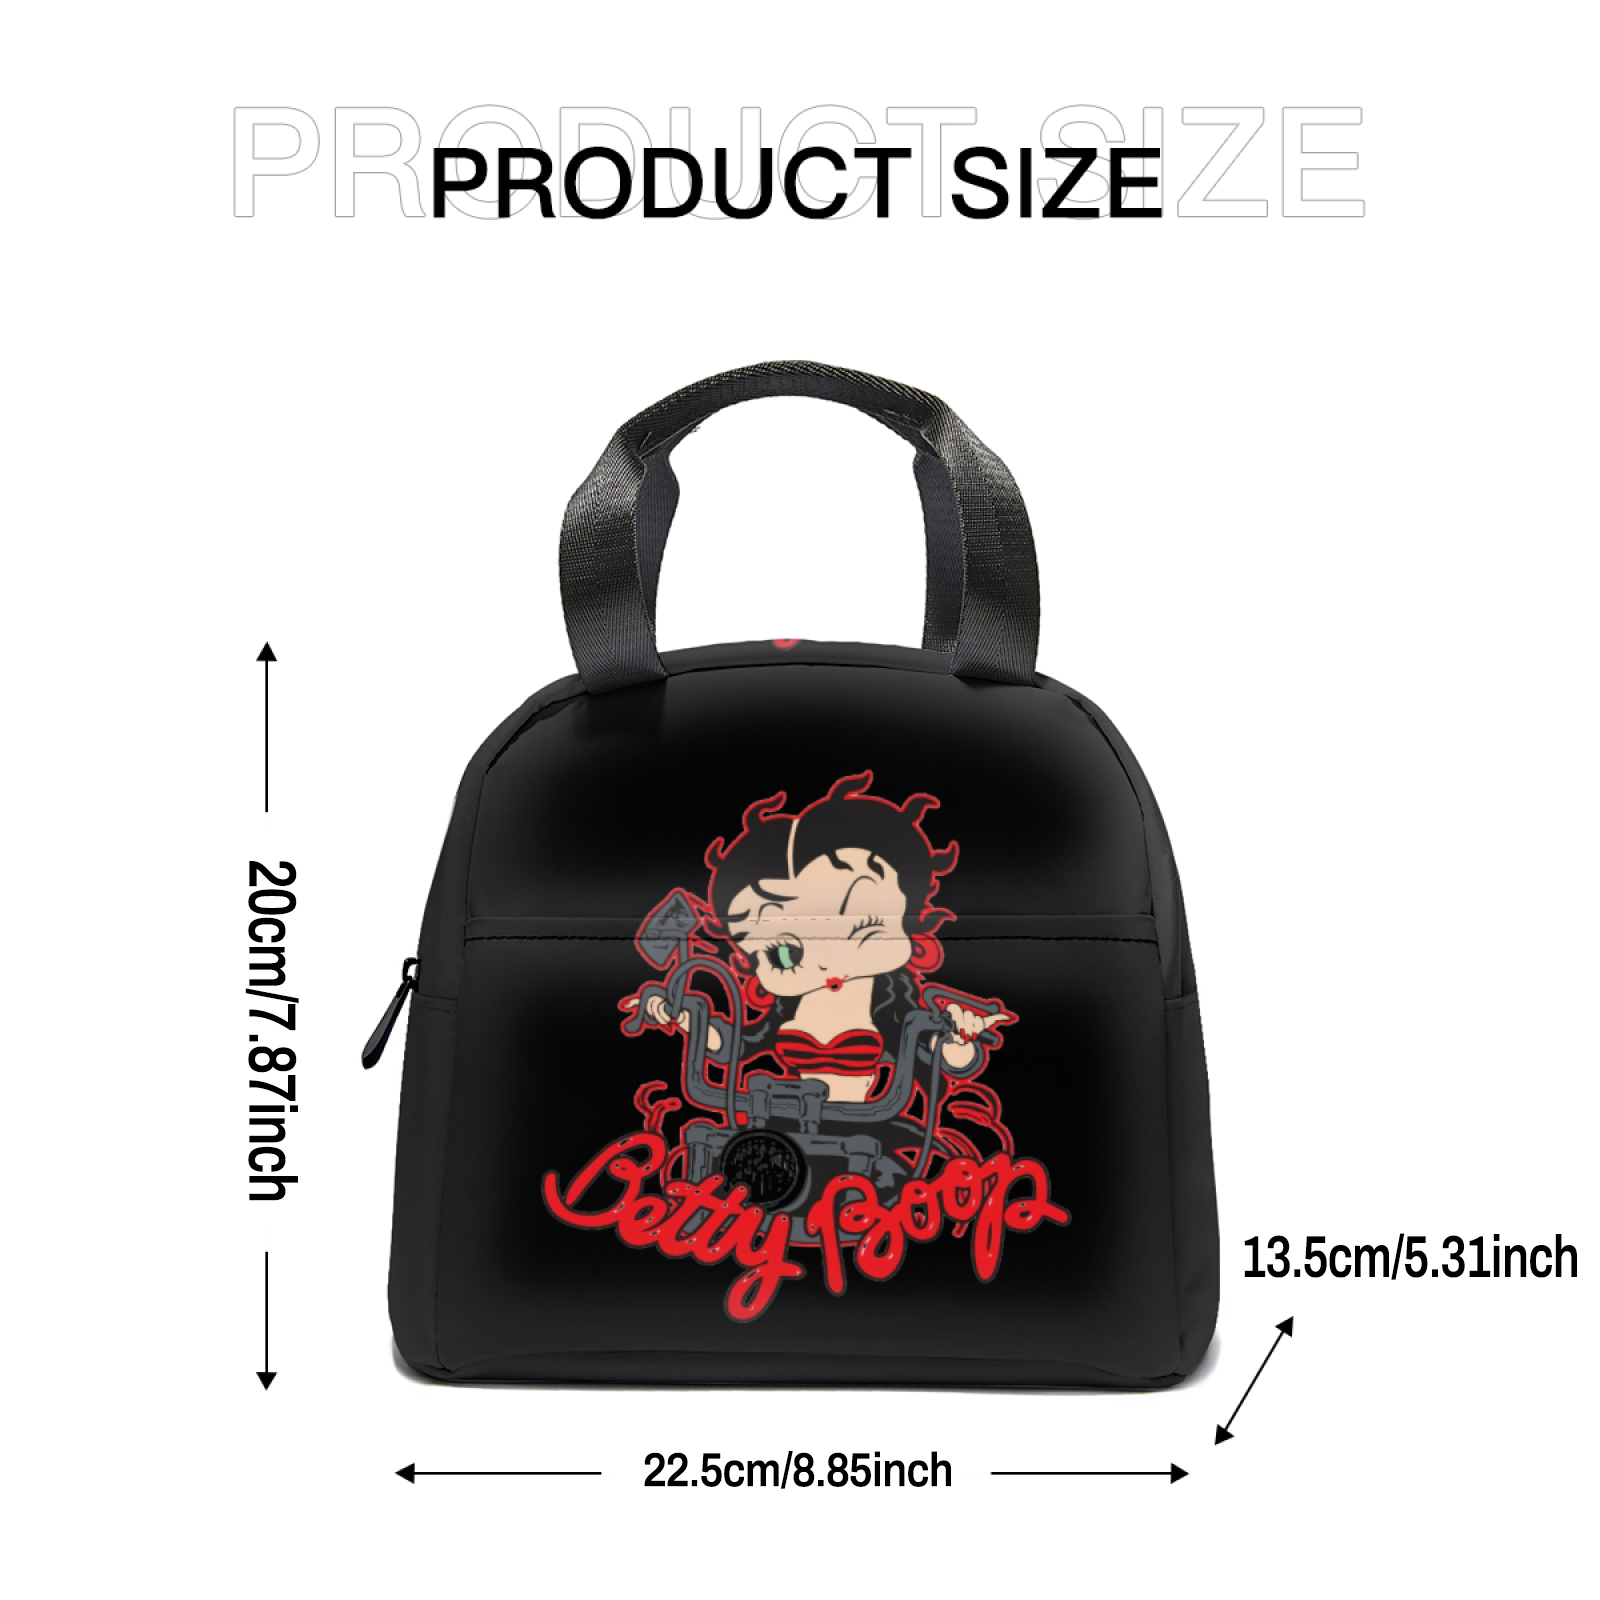 PRODUCT SIZE
PRODUCT SIZE
20cm/7.87inch
Betty Boop
13.5cm/5.31inch
22.5cm/8.85inch